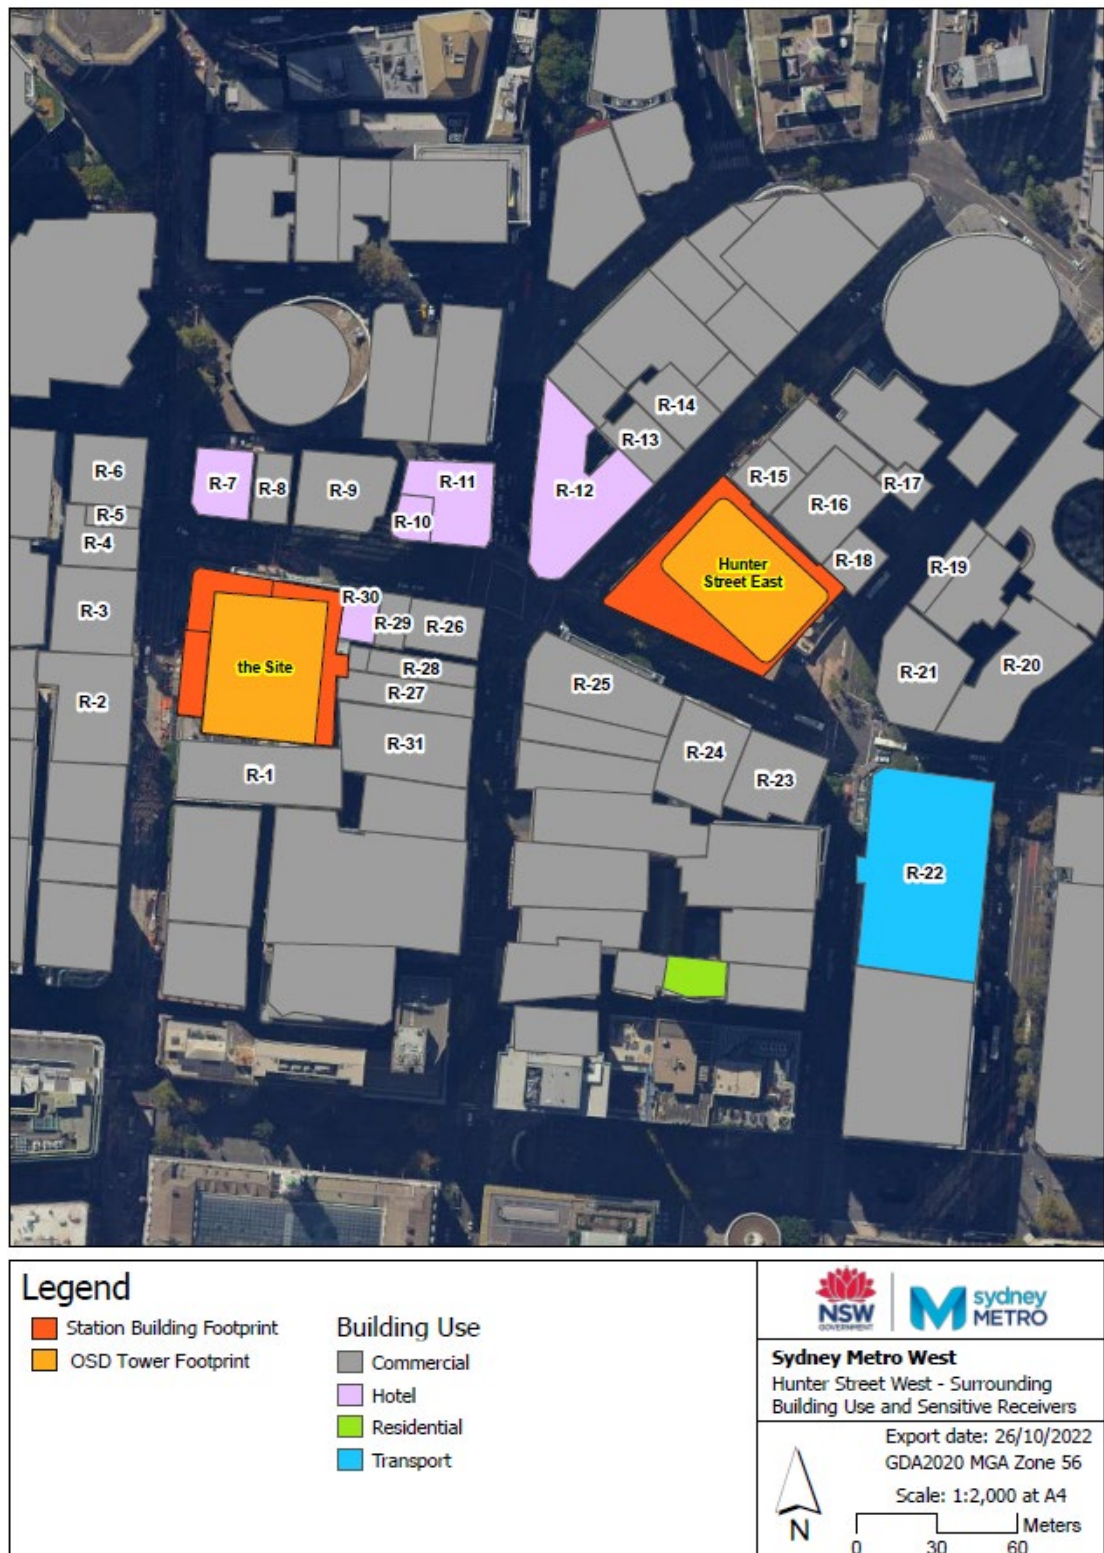 R-14
R-13
R-6
R-7
R-8
R-9
R-11
R-12
R-15
R-17
R-5
R-10
R-16
R-4
R-18
Hunter
Street East
R-19
R-3
R-30
R-29
R-26
the Site
R-28
R-20
R-21
R-25
R-2
R-27
R-31
R-24
R-1
R-23
R-22
Legend
Station Building Footprint
OSD Tower Footprint
Building Use
Commercial
Hotel
Residential
Transport
NSW
GOVERNMENT
sydney
METRO
Sydney Metro West
Hunter Street West - Surrounding
Building Use and Sensitive Receivers
Export date: 26/10/2022
GDA2020 MGA Zone 56
Scale: 1:2,000 at A4
Meters
N
0 30 60